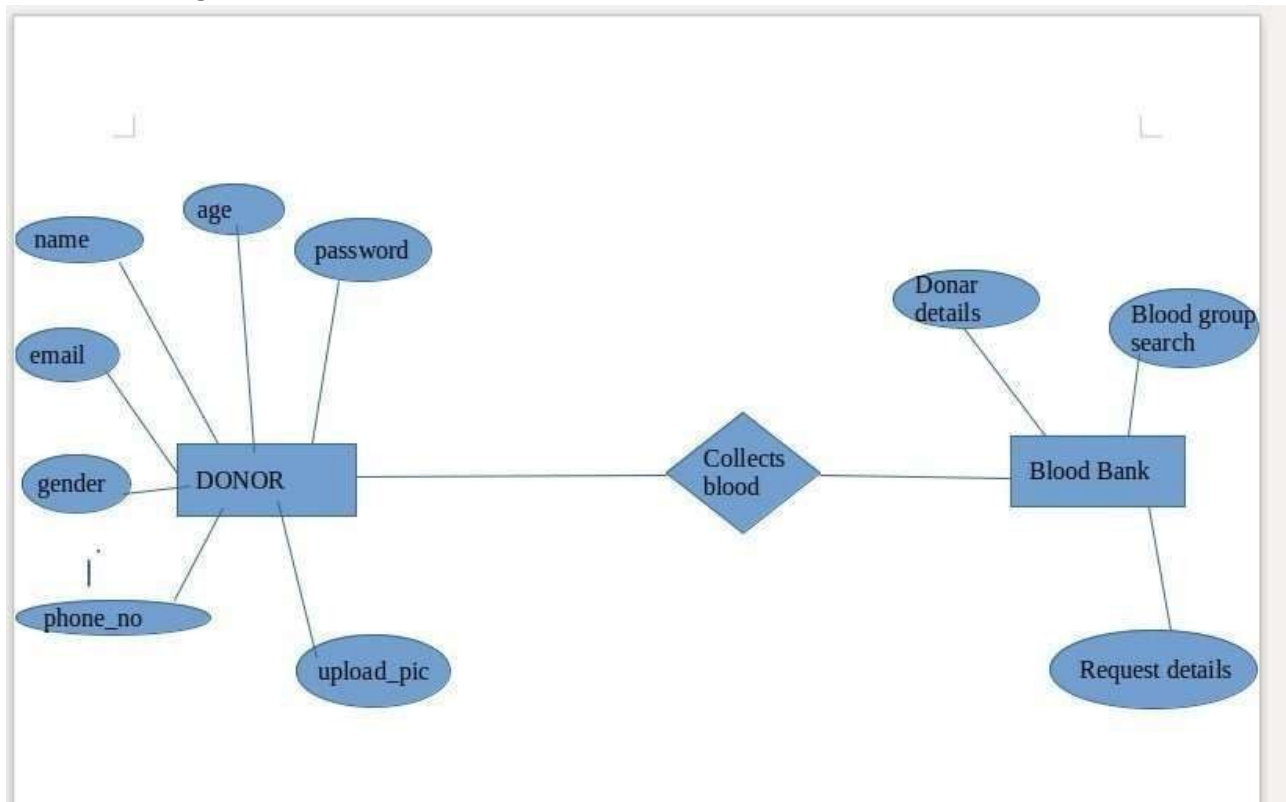 age
name
password
Donar
details
Blood group
search
email
Collects
blood
Blood Bank
gender
DONOR
phone_no
upload_pic
Request details